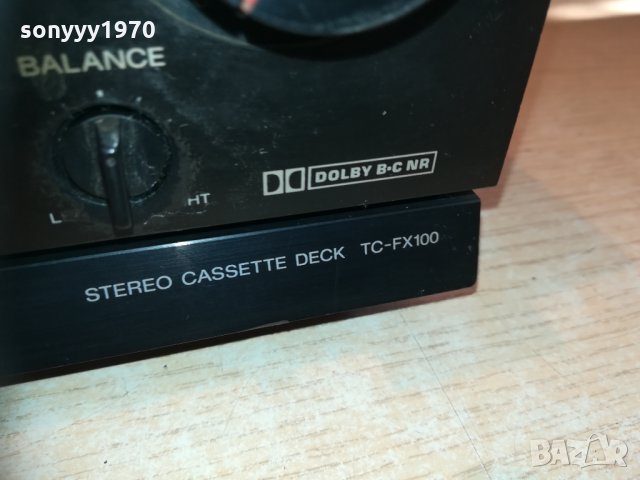 sonyyy1970
BALANCE
L HT
DOLBY B·C NR
STEREO CASSETTE DECK TC-FX100
BAZAR